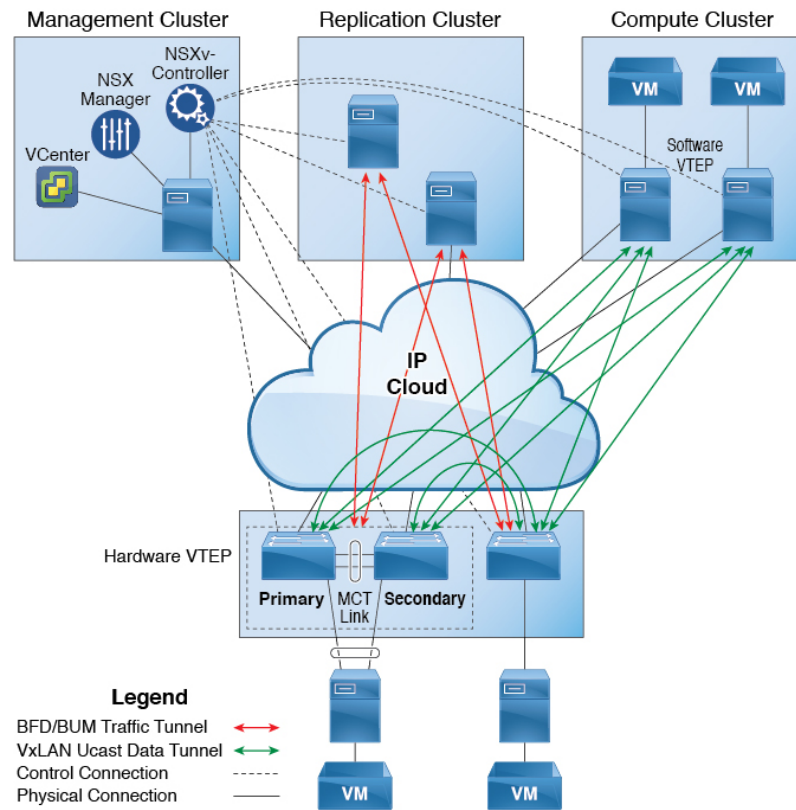 Management Cluster
Replication Cluster
Compute Cluster
NSXv-
Controller
NSX
Manager
VCenter
VM
VM
Software
VTEP
IP
Cloud
Hardware VTEP
Primary
MCT
Link
Secondary
Legend
BFD/BUM Traffic Tunnel
VxLAN Ucast Data Tunnel
Control Connection
Physical Connection
VM
VM